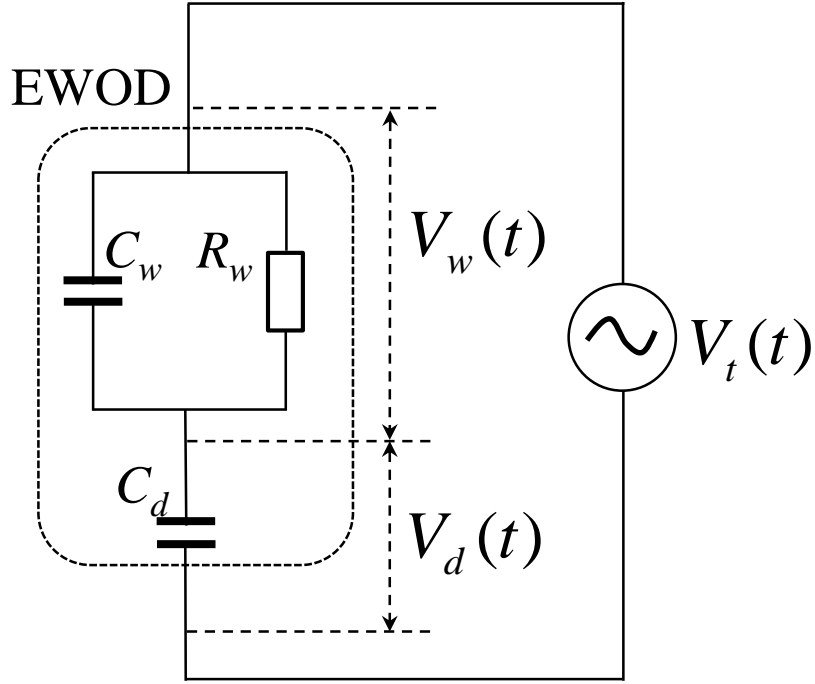 EWOD
C_w
R_w
V_w(t)
V_t(t)
C_d
V_d(t)